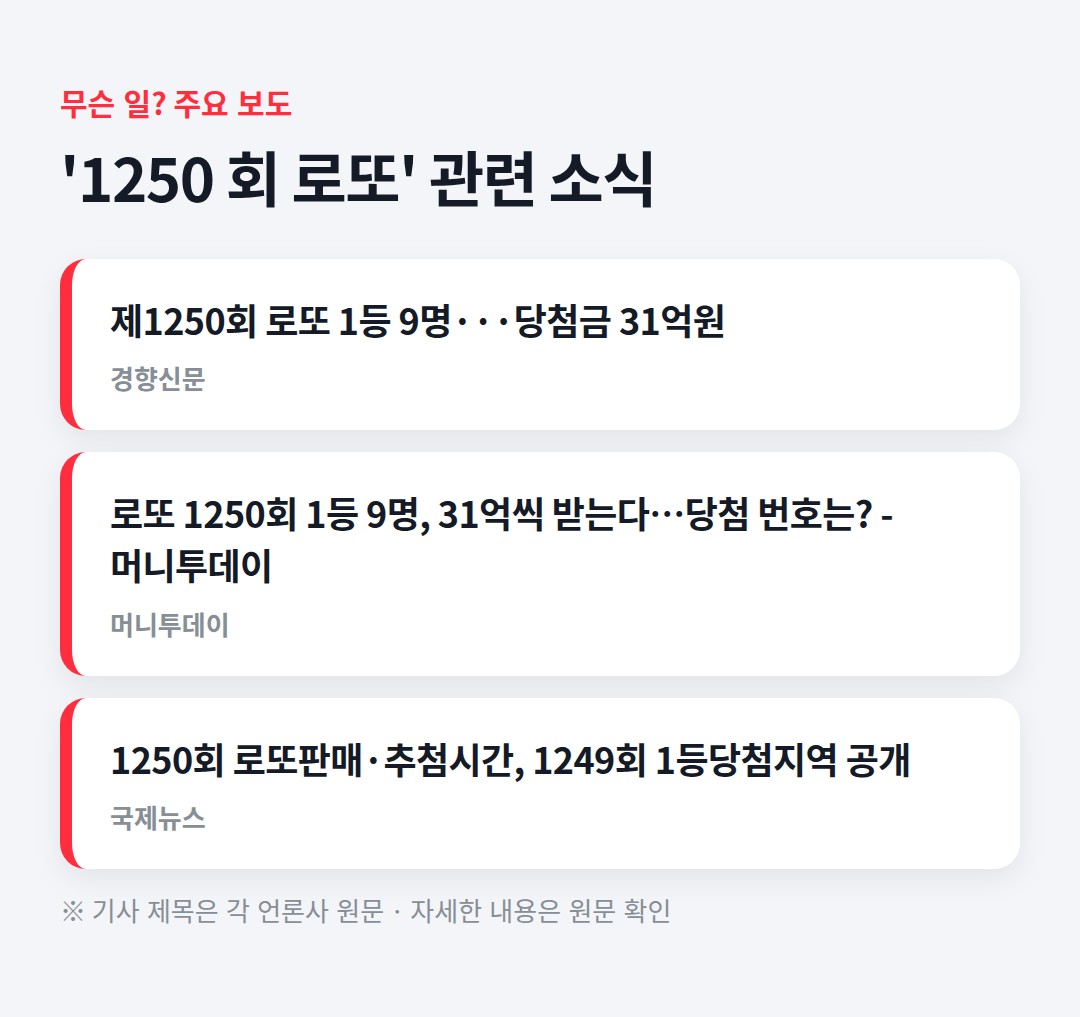 무슨 일? 주요 보도
'1250 회 로또' 관련 소식
제1250회 로또 1등 9명···당첨금 31억원
경향신문
로또 1250회 1등 9명, 31억씩 받는다…당첨 번호는? -
머니투데이
머니투데이
1250회 로또판매·추첨시간, 1249회 1등당첨지역 공개
국제뉴스
※ 기사 제목은 각 언론사 원문 · 자세한 내용은 원문 확인